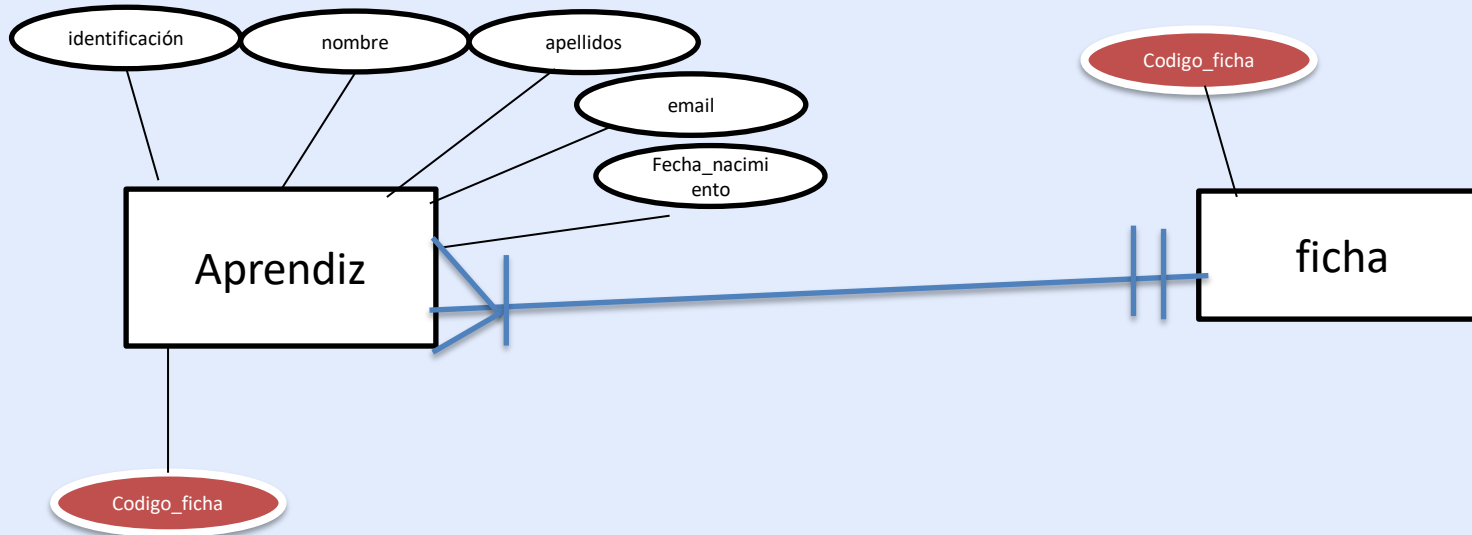 identificación
nombre
apellidos
Codigo_ficha
email
Fecha_nacimi
ento
Aprendiz
ficha
Codigo_ficha